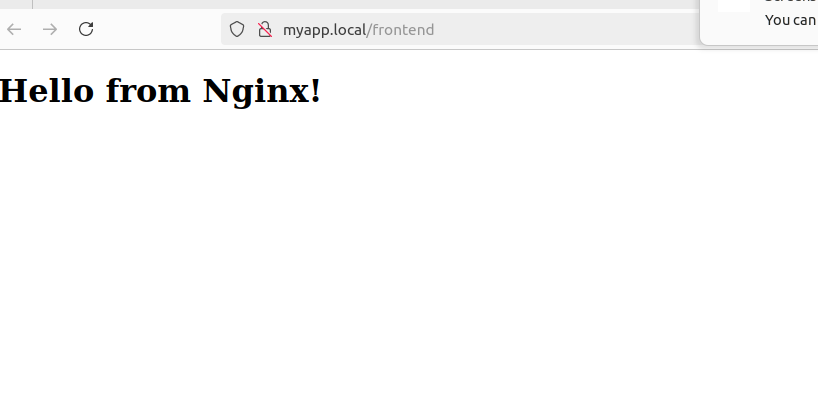 You can
myapp.local/frontend
Hello from Nginx!